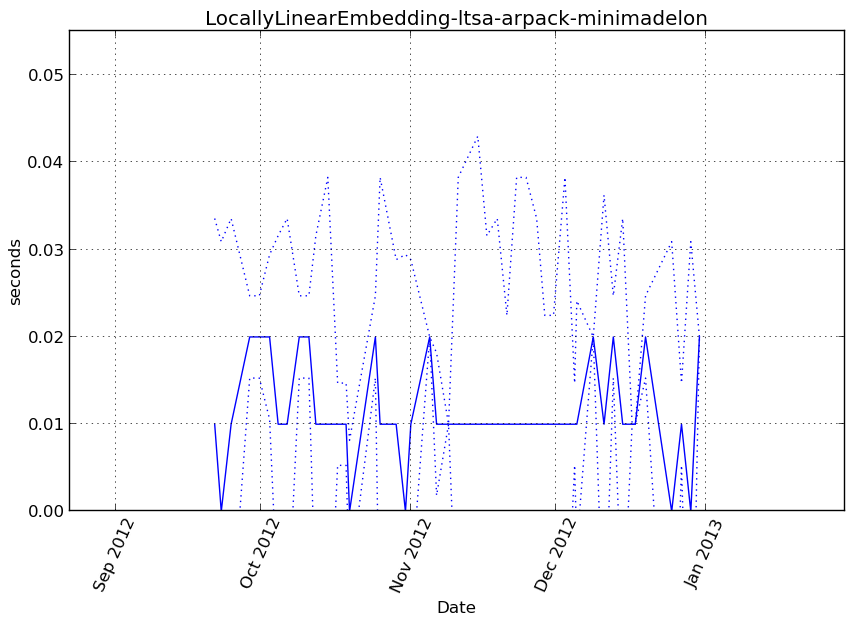 LocallyLinearEmbedding-ltsa-arpack-minimadelon
0.05
0.04
0.03
0.02
0.01
0.00
seconds
Sep 2012
Oct 2012
Nov 2012
Dec 2012
Jan 2013
Date